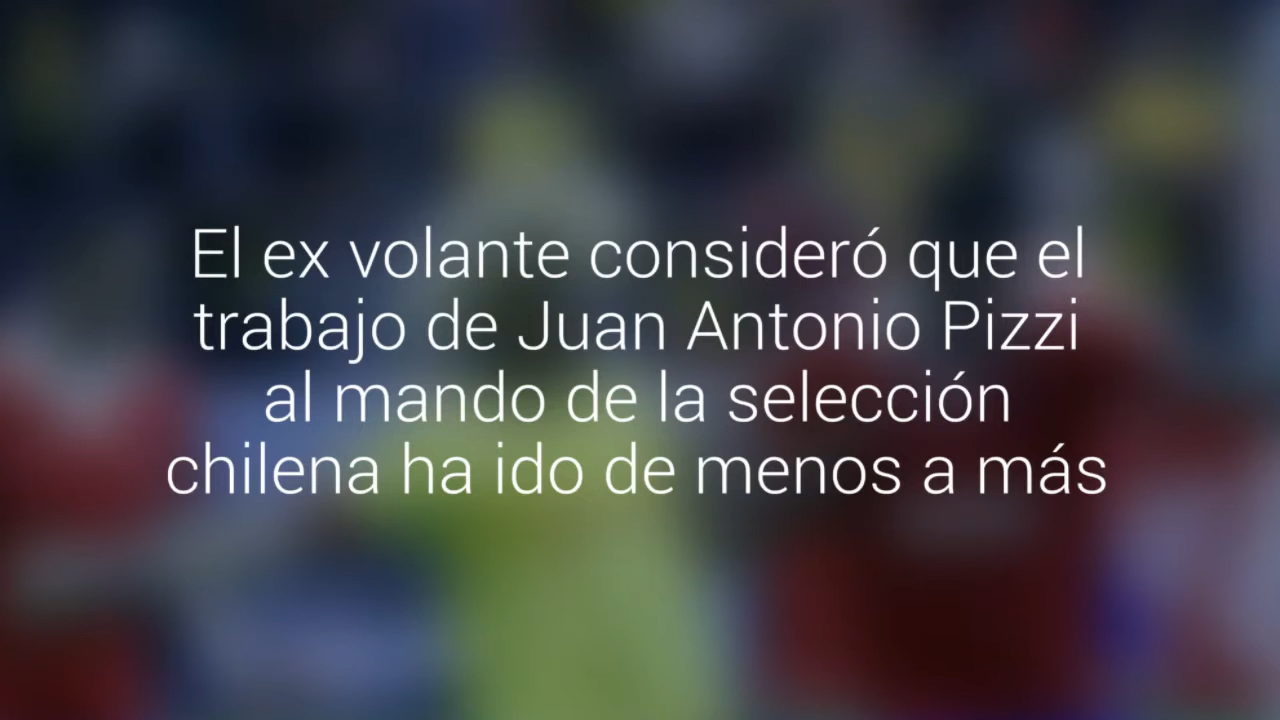 El ex volante consideró que el
trabajo de Juan Antonio Pizzi
al mando de la selección
chilena ha ido de menos a más